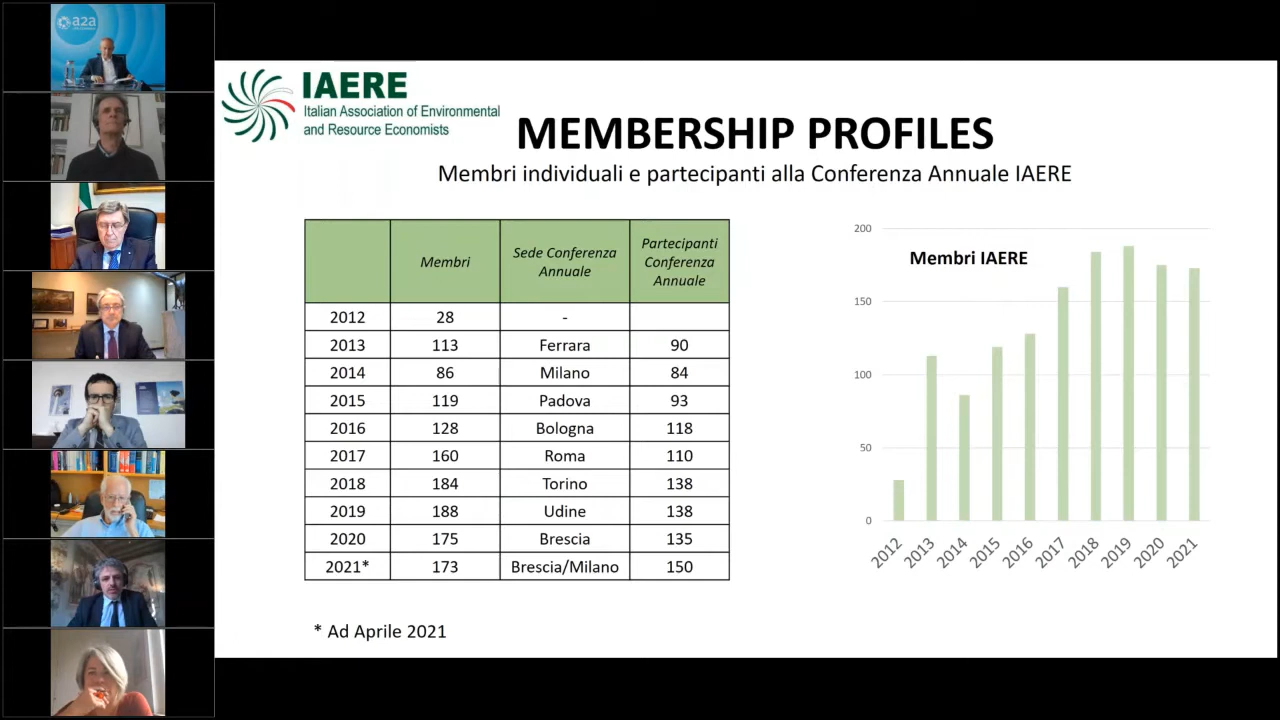 a2a
IAERE
Italian Association of Environmental
and Resource Economists
MEMBERSHIP PROFILES
Membri individuali e partecipanti alla Conferenza Annuale IAERE
Membri
Sede Conferenza
Annuale
Partecipanti
Conferenza
Annuale
2012 28 -
2013 113 Ferrara 90
2014 86 Milano 84
2015 119 Padova 93
2016 128 Bologna 118
2017 160 Roma 110
2018 184 Torino 138
2019 188 Udine 138
2020 175 Brescia 135
2021* 173 Brescia/Milano 150
* Ad Aprile 2021
Membri IAERE
200
150
100
50
0
2012 2013 2014 2015 2016 2017 2018 2019 2020 2021